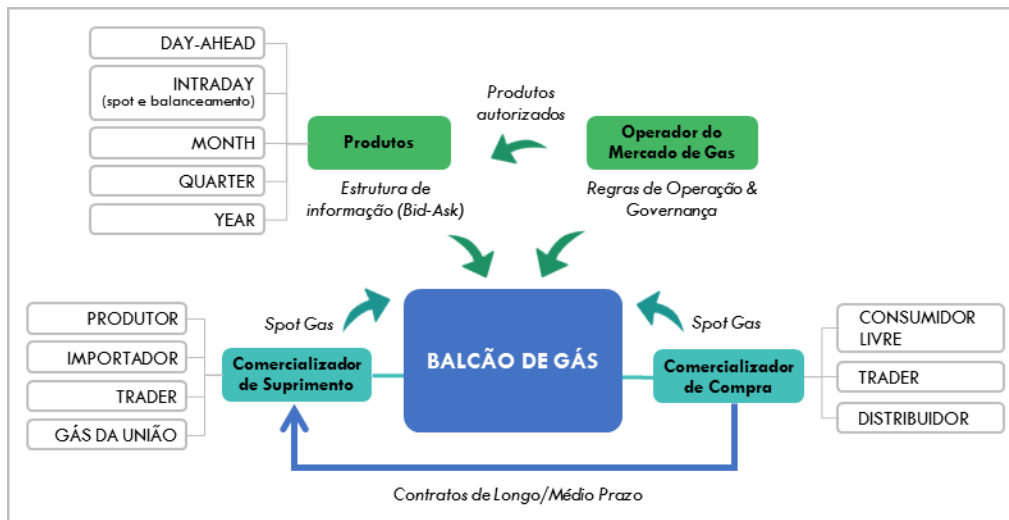 DAY-AHEAD
INTRADAY
(spot e balanceamento)
MONTH
QUARTER
YEAR
Produtos
Produtos
autorizados
Operador do
Mercado de Gas
Estrutura de
informação (Bid-Ask)
Regras de Operação &
Governança
PRODUTOR
IMPORTADOR
TRADER
GÁS DA UNIÃO
Spot Gas
Comercializador
de Suprimento
BALCÃO DE GÁS
Spot Gas
Comercializador
de Compra
CONSUMIDOR
LIVRE
TRADER
DISTRIBUIDOR
Contratos de Longo/Médio Prazo